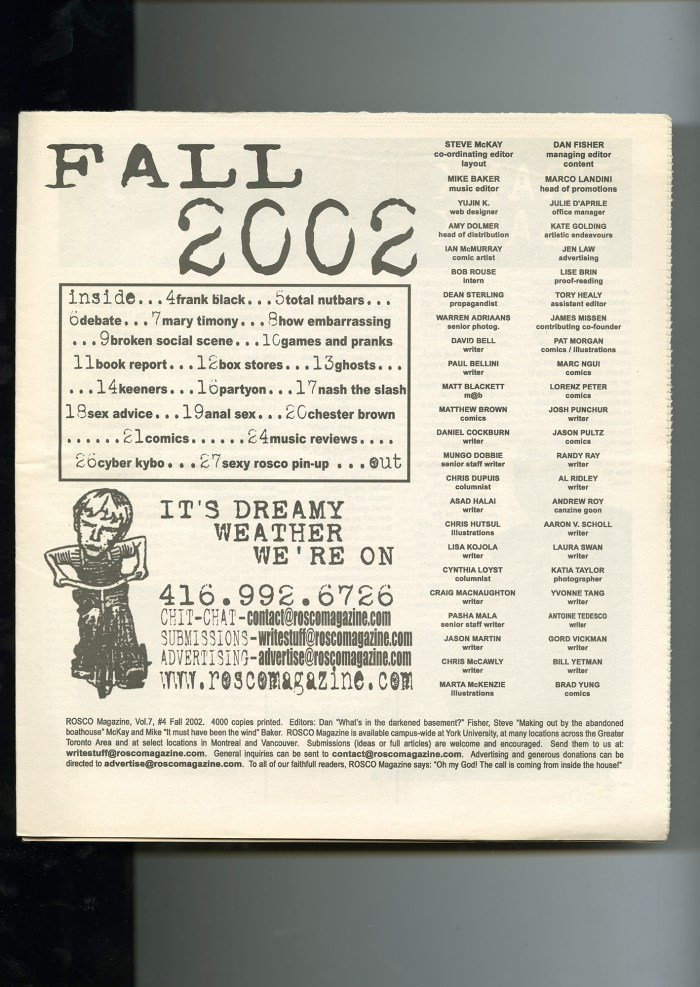 FALL
2002
inside...4frank black...5total nutbars...
6debate...7mary timony...8how embarrassing
...9broken social scene...10games and pranks
11book report...12box stores...13ghosts...
...14keeners...16partyon...17nash the slash
18sex advice...19anal sex...20chester brown
......21comics......24music reviews....
26cyber kybo...27sexy rosco pin-up ...out
IT'S DREAMY
WEATHER
WE'RE ON
416.992.6726
CHIT-CHAT-contact@roscomagazine.com
SUBMISSIONS-writestuff@roscomagazine.com
ADVERTISING-advertise@roscomagazine.com
www.roscomagazine.com
STEVE McKAY
co-ordinating editor
layout
MIKE BAKER
music editor
YUJIN K.
web designer
AMY DOLMER
head of distribution
IAN McMURRAY
comic artist
BOB ROUSE
intern
DEAN STERLING
propagandist
WARREN ADRIAANS
senior photog.
DAVID BELL
writer
PAUL BELLINI
writer
MATT BLACKETT
m@b
MATTHEW BROWN
comics
DANIEL COCKBURN
writer
MUNGO DOBBIE
senior staff writer
CHRIS DUPUIS
columnist
ASAD HALAI
writer
CHRIS HUTSUL
illustrations
LISA KOJOLA
writer
CYNTHIA LOYST
columnist
CRAIG MACNAUGHTON
writer
PASHA MALA
senior staff writer
JASON MARTIN
writer
CHRIS McCAWLY
writer
MARTA McKENZIE
illustrations
DAN FISHER
managing editor
content
MARCO LANDINI
head of promotions
JULIE D'APRILE
office manager
KATE GOLDING
artistic endeavours
JEN LAW
advertising
LISE BRIN
proof-reading
TORY HEALY
assistant editor
JAMES MISSEN
contributing co-founder
PAT MORGAN
comics / illustrations
MARC NGUI
comics
LORENZ PETER
comics
JOSH PUNCHUR
writer
JASON PULTZ
comics
RANDY RAY
writer
AL RIDLEY
writer
ANDREW ROY
canzine goon
AARON V. SCHOLL
writer
LAURA SWAN
writer
KATIA TAYLOR
photographer
YVONNE TANG
writer
ANTOINE TEDESCO
writer
GORD VICKMAN
writer
BILL YETMAN
writer
BRAD YUNG
comics
ROSCO Magazine, Vol.7, #4 Fall 2002. 4000 copies printed. Editors: Dan "What's in the darkened basement?" Fisher, Steve "Making out by the abandoned
boathouse" McKay and Mike "It must have been the wind" Baker. ROSCO Magazine is available campus-wide at York University, at many locations across the Greater
Toronto Area and at select locations in Montreal and Vancouver. Submissions (ideas or full articles) are welcome and encouraged. Send them to us at:
writestuff@roscomagazine.com. General inquiries can be sent to contact@roscomagazine.com. Advertising and generous donations can be
directed to advertise@roscomagazine.com. To all of our faithfull readers, ROSCO Magazine says: "Oh my God! The call is coming from inside the house!"